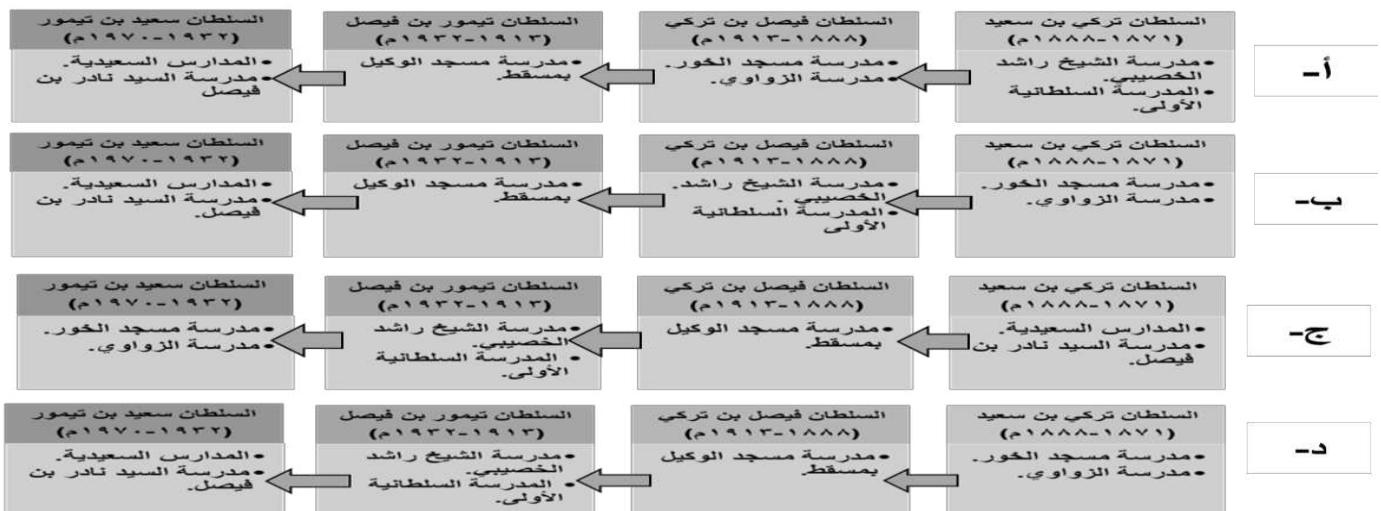 أ-
السلطان تركي بن سعيد
(١٨٧١-١٨٨٨م)
•مدرسة الشيخ راشد
الخصيبي.
•المدرسة السلطانية
الأولى.
السلطان فيصل بن تركي
(١٨٨٨-١٩١٣م)
•مدرسة مسجد الخور.
•مدرسة الزواوي.
السلطان تيمور بن فيصل
(١٩١٣-١٩٣٢م)
•مدرسة مسجد الوكيل
بمسقط.
السلطان سعيد بن تيمور
(١٩٣٢-١٩٧٠م)
•المدارس السعيدية.
•مدرسة السيد نادر بن
فيصل
ب-
السلطان تركي بن سعيد
(١٨٧١-١٨٨٨م)
•مدرسة مسجد الخور.
•مدرسة الزواوي.
السلطان فيصل بن تركي
(١٨٨٨-١٩١٣م)
•مدرسة الشيخ راشد.
الخصيبي .
•المدرسة السلطانية
الأولى
السلطان تيمور بن فيصل
(١٩١٣-١٩٣٢م)
•مدرسة مسجد الوكيل
بمسقط.
السلطان سعيد بن تيمور
(١٩٣٢-١٩٧٠م)
•المدارس السعيدية.
•مدرسة السيد نادر بن
فيصل.
ج-
السلطان تركي بن سعيد
(١٨٧١-١٨٨٨م)
•المدارس السعيدية.
•مدرسة السيد نادر بن
فيصل.
السلطان فيصل بن تركي
(١٨٨٨-١٩١٣م)
•مدرسة مسجد الوكيل
بمسقط.
السلطان تيمور بن فيصل
(١٩١٣-١٩٣٢م)
•مدرسة الشيخ راشد
الخصيبي.
• المدرسة السلطانية
الأولى.
السلطان سعيد بن تيمور
(١٩٣٢-١٩٧٠م)
•مدرسة مسجد الخور.
•مدرسة الزواوي.
د-
السلطان تركي بن سعيد
(١٨٧١-١٨٨٨م)
•مدرسة مسجد الخور.
•مدرسة الزواوي.
السلطان فيصل بن تركي
(١٨٨٨-١٩١٣م)
•مدرسة مسجد الوكيل
بمسقط.
السلطان تيمور بن فيصل
(١٩١٣-١٩٣٢م)
•مدرسة الشيخ راشد
الخصيبي.
• المدرسة السلطانية
الأولى.
السلطان سعيد بن تيمور
(١٩٣٢-١٩٧٠م)
•المدارس السعيدية.
•مدرسة السيد نادر بن
فيصل.